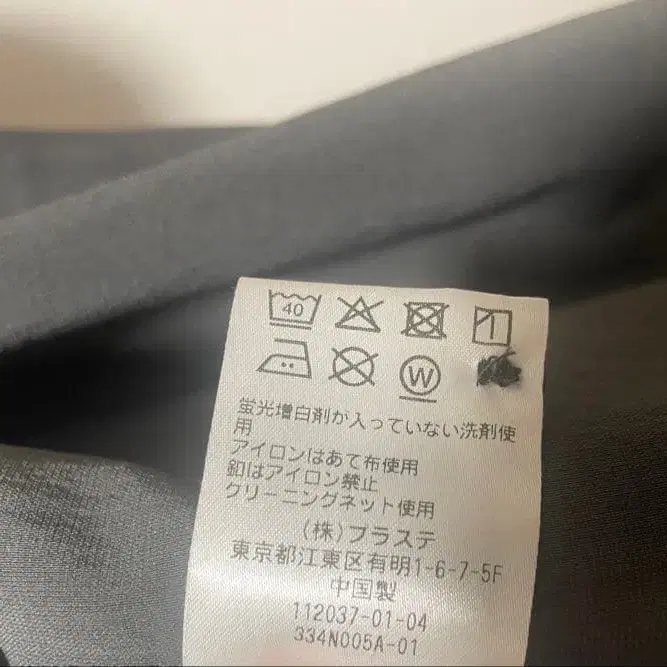 40
W
蛍光増白剤が入っていない洗剤使
用
アイロンはあて布使用
釦はアイロン禁止
クリーニングネット使用
(株)プラステ
東京都江東区有明1-6-7-5F
中国製
112037-01-04
334N005A-01